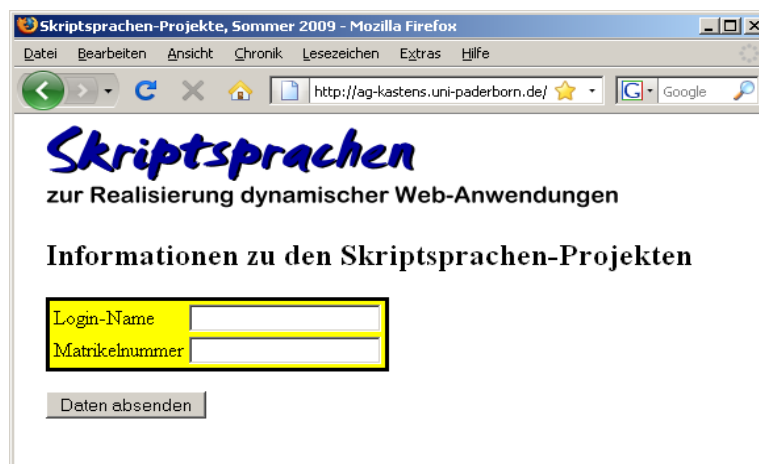 Skriptsprachen-Projekte, Sommer 2009 - Mozilla Firefox
Datei Bearbeiten Ansicht Chronik Lesezeichen Extras Hilfe
http://ag-kastens.uni-paderborn.de/ G Google
Skriptsprachen
zur Realisierung dynamischer Web-Anwendungen
Informationen zu den Skriptsprachen-Projekten
Login-Name
Matrikelnummer
Daten absenden